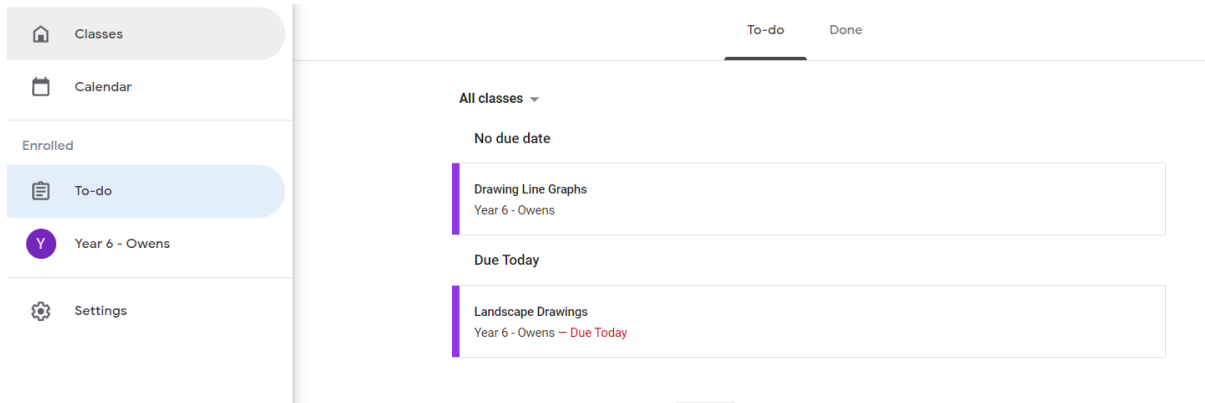 Classes
Calendar
Enrolled
To-do
Y
Year 6 - Owens
Settings
To-do
Done
All classes
No due date
Drawing Line Graphs
Year 6 - Owens
Due Today
Landscape Drawings
Year 6 - Owens — Due Today